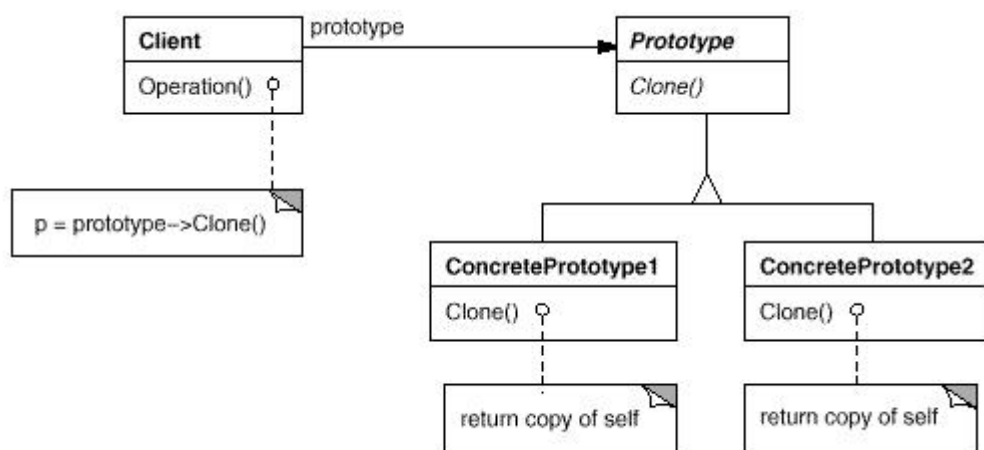 Client
prototype
Prototype
Operation()
Clone()
p = prototype->Clone()
ConcretePrototype1
ConcretePrototype2
Clone()
Clone()
return copy of self
return copy of self